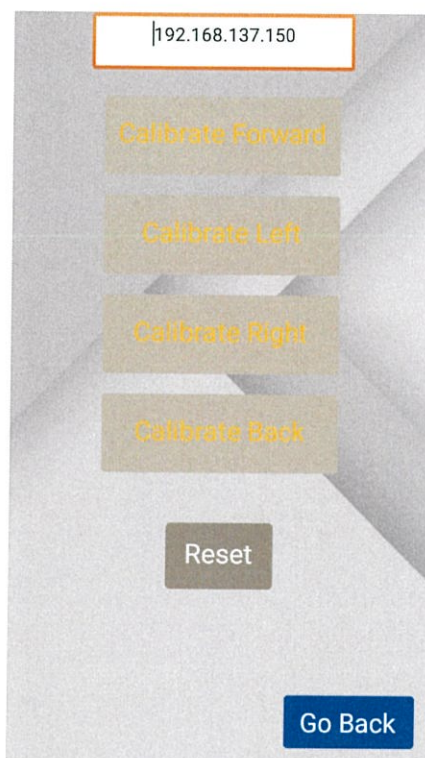 192.168.137.150
Calibrate Forward
Calibrate Left
Calibrate Right
Calibrate Back
Reset
Go Back